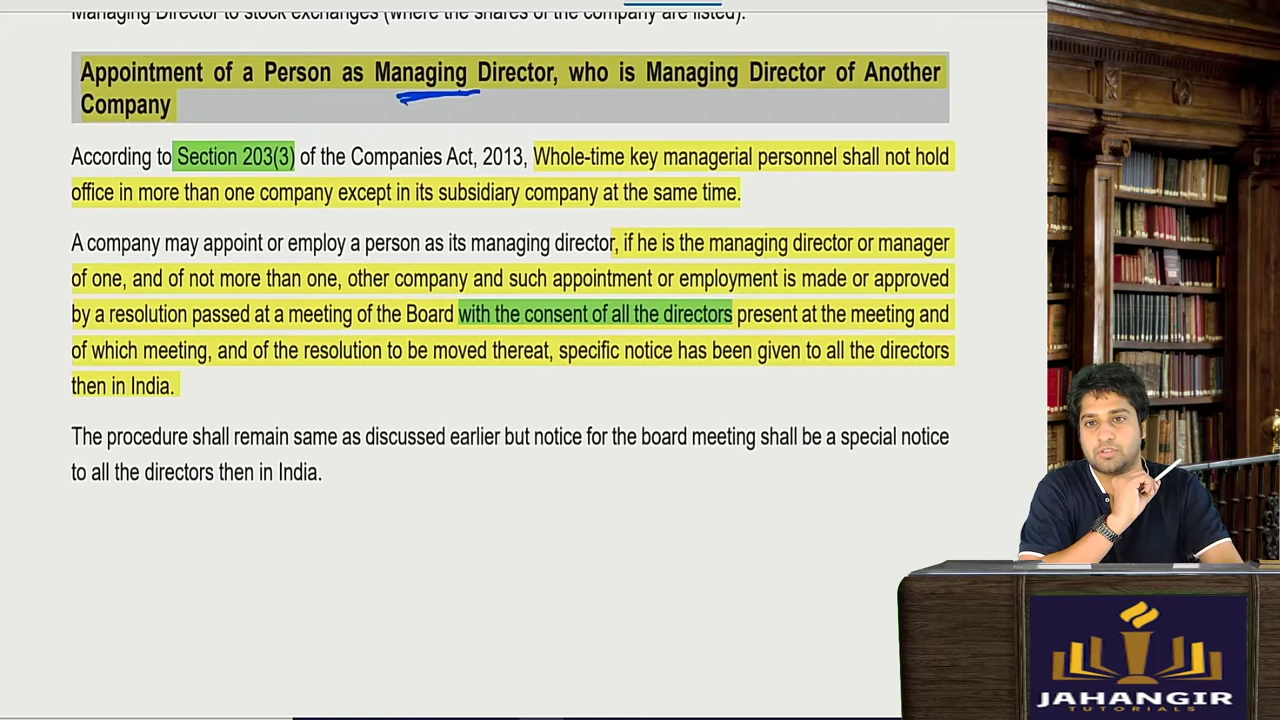 Managing Director to stock exchanges (where the shares of the company are listed).
Appointment of a Person as Managing Director, who is Managing Director of Another
Company
According to Section 203(3) of the Companies Act, 2013, Whole-time key managerial personnel shall not hold
office in more than one company except in its subsidiary company at the same time.
A company may appoint or employ a person as its managing director, if he is the managing director or manager
of one, and of not more than one, other company and such appointment or employment is made or approved
by a resolution passed at a meeting of the Board with the consent of all the directors present at the meeting and
of which meeting, and of the resolution to be moved thereat, specific notice has been given to all the directors
then in India.
The procedure shall remain same as discussed earlier but notice for the board meeting shall be a special notice
to all the directors then in India.
JAHANGIR
TUTORIALS